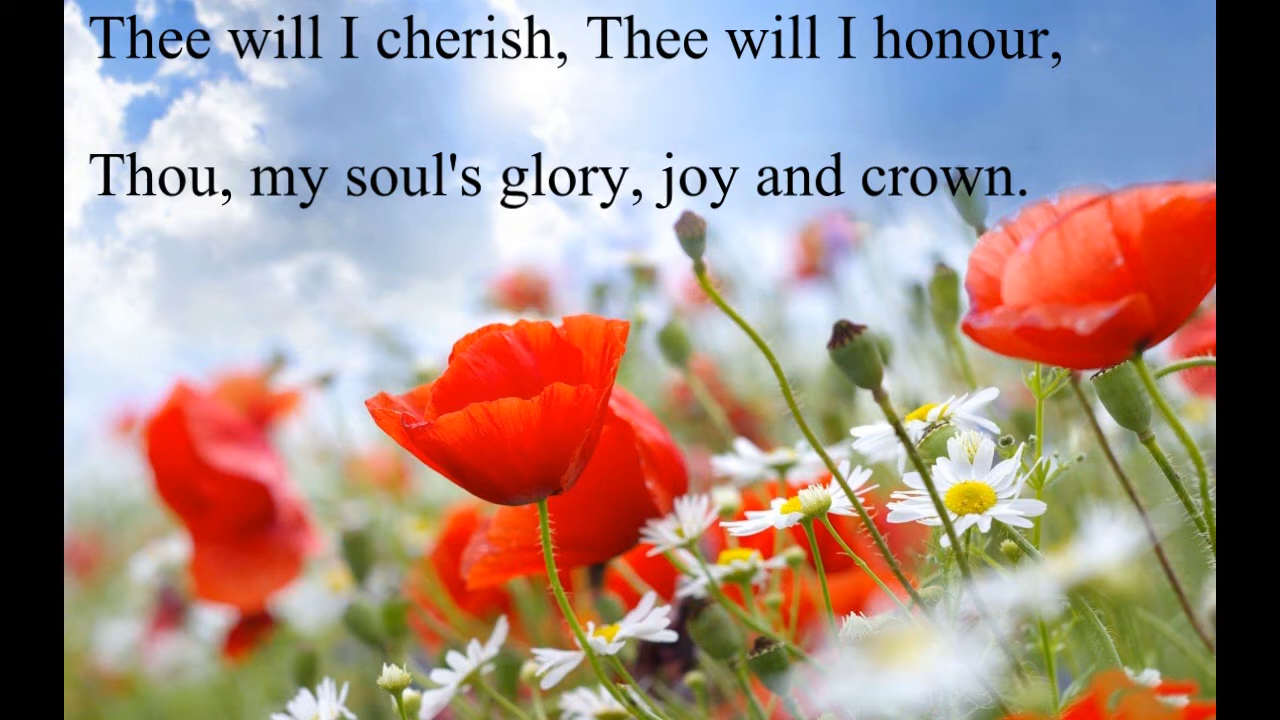 Thee will I cherish, Thee will I honour,
Thou, my soul's glory, joy and crown.